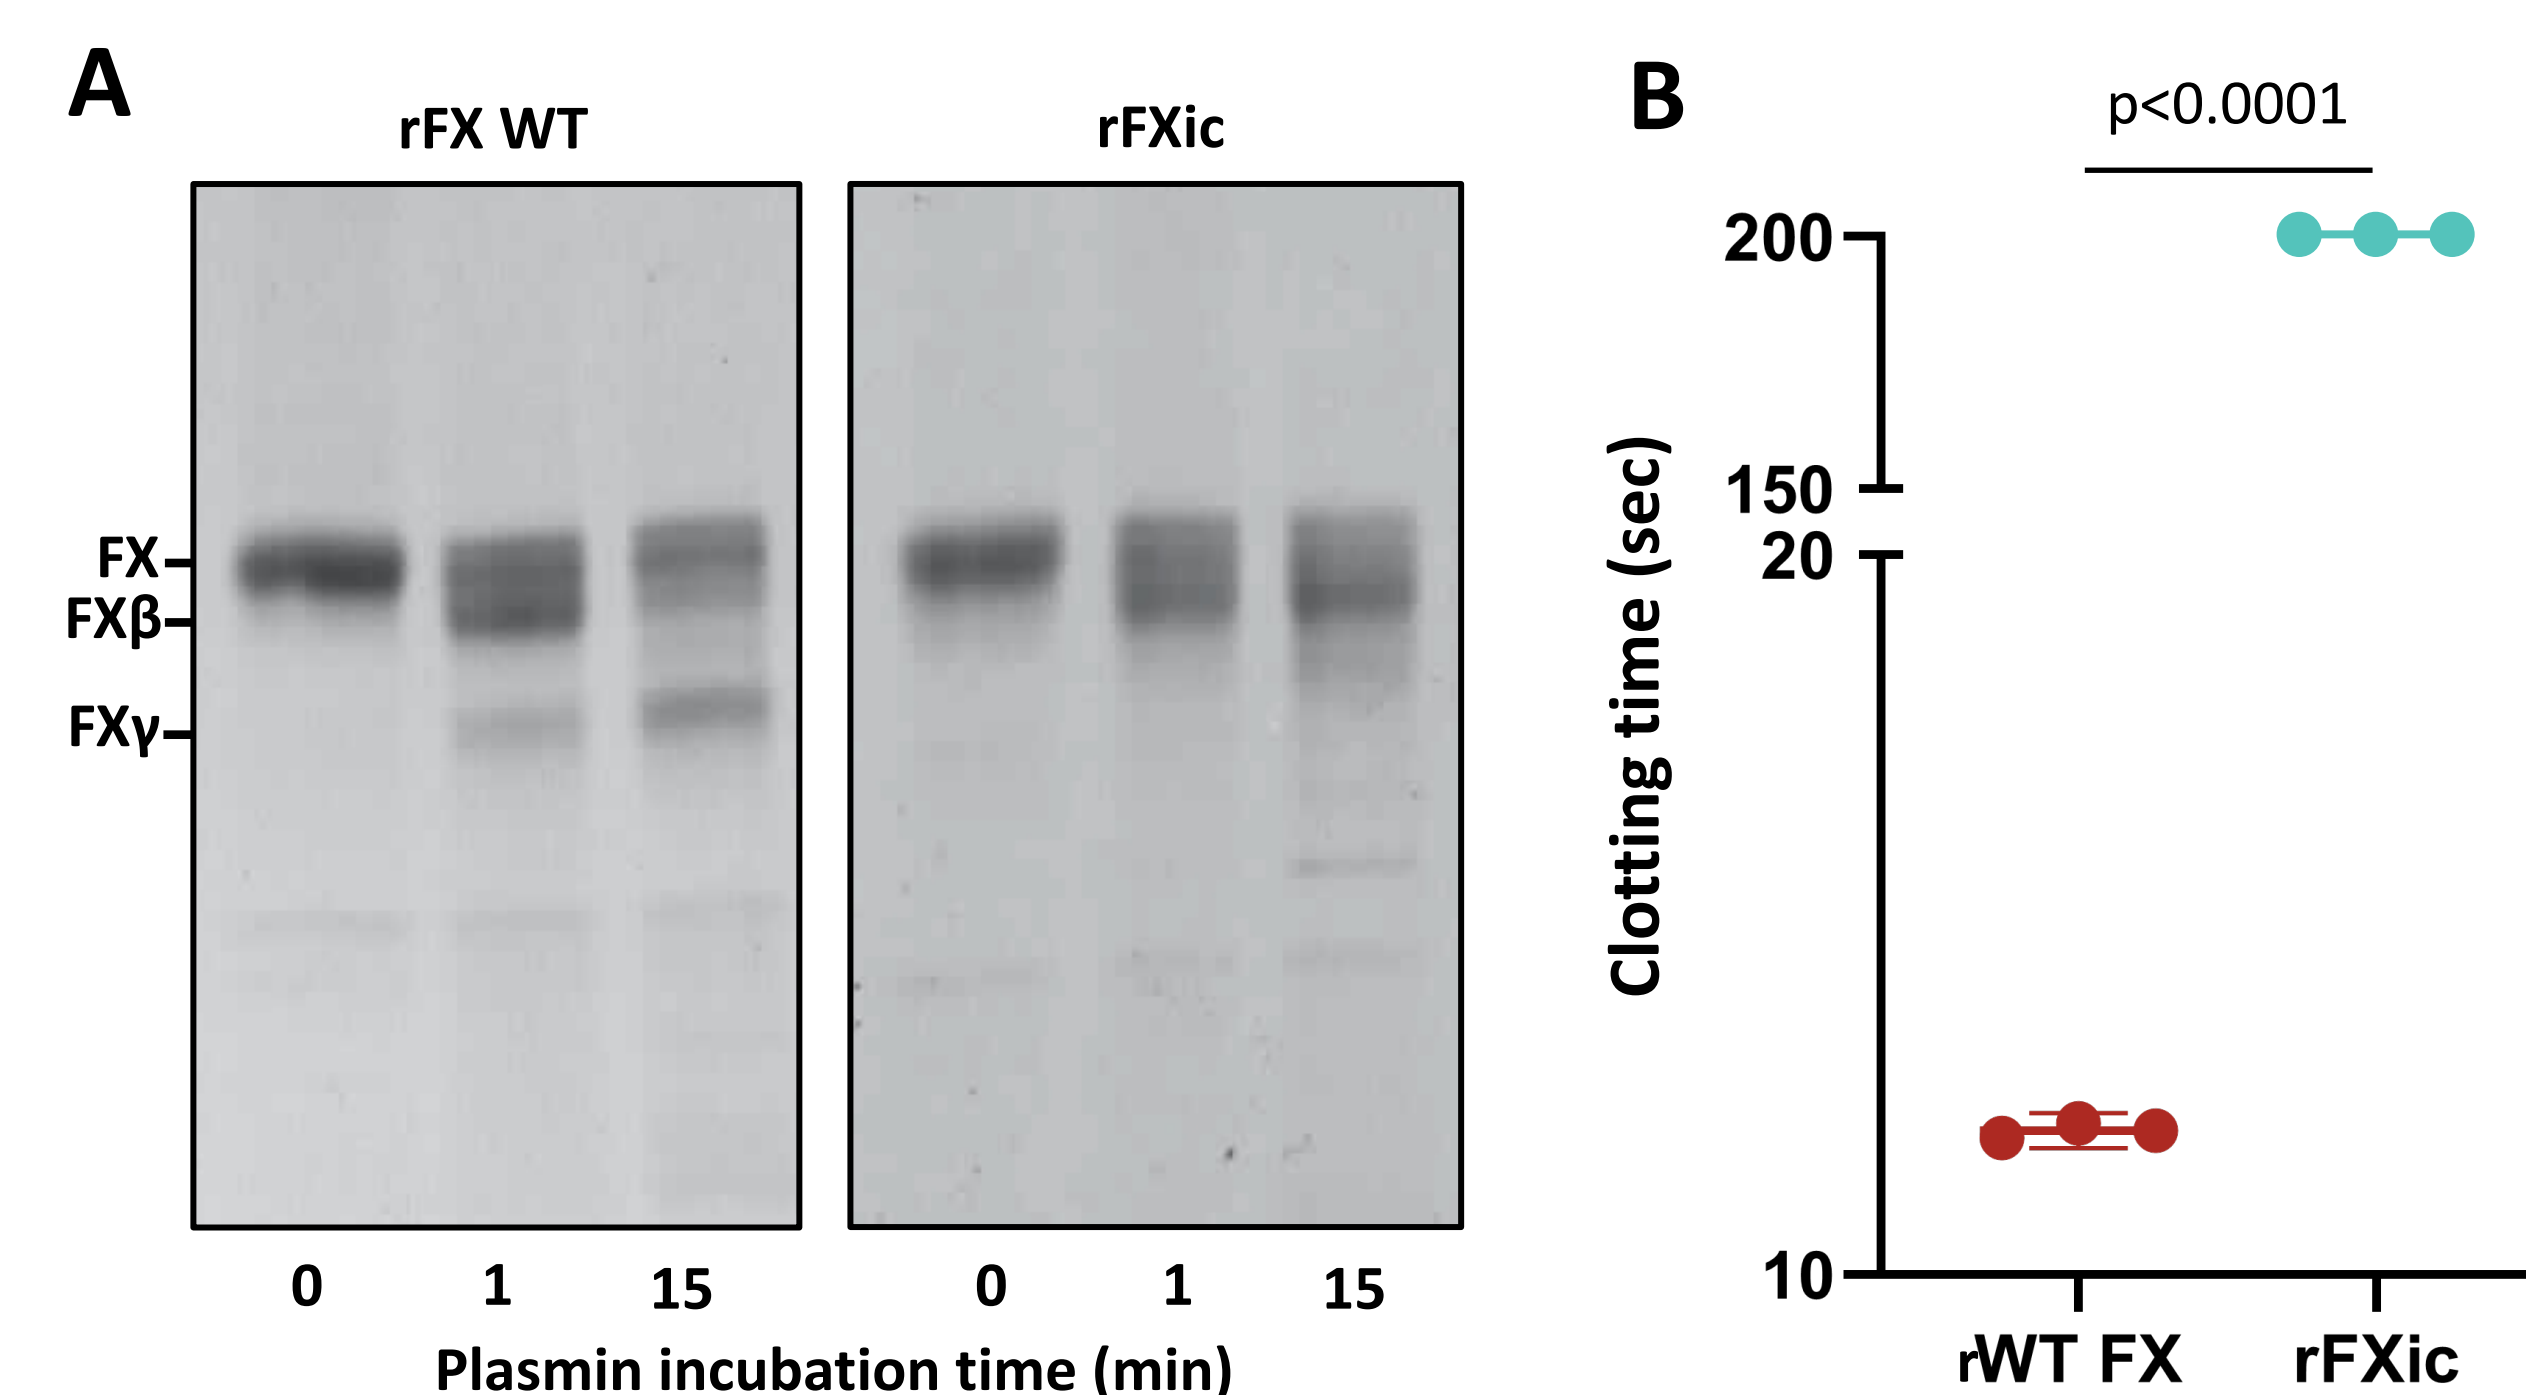 A
rFX WT
rFXic
FX
FXβ
FXγ
0 1 15 0 1 15
Plasmin incubation time (min)
B
p<0.0001
Clotting time (sec)
200
150
20
10
rWT FX rFXic